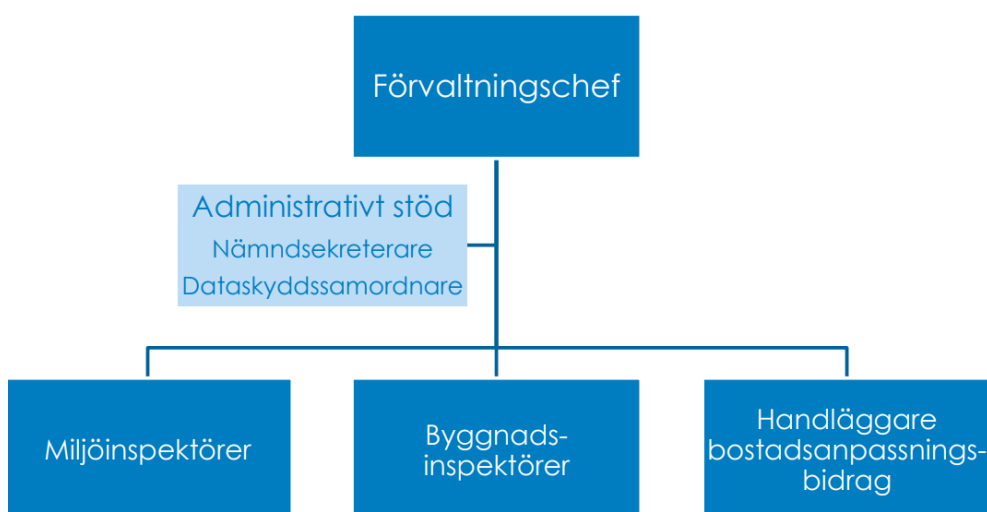 Förvaltningschef
Administrativt stöd
Nämndsekreterare
Dataskyddssamordnare
Miljöinspektörer
Byggnads-
inspektörer
Handläggare
bostadsanpassnings-
bidrag